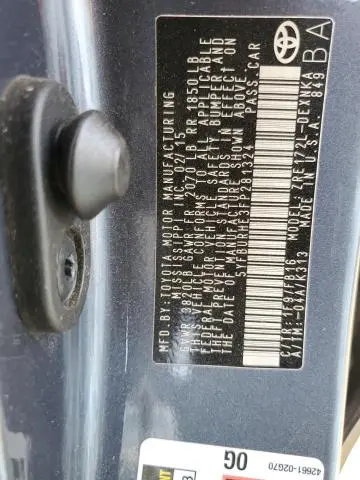 MFD.BY:TOYOTA MOTOR MANUFACTURING
MISSISSIPPI, INC. 02/15
GVWR 3820LB GAWR FR 2070 LB RR 1850 LB
THIS VEHICLE CONFORMS TO ALL APPLICABLE
FEDERAL MOTOR VEHICLE SAFETY, BUMPER AND
THEFT PREVENTION STANDARDS IN EFFECT ON
THE DATE OF MANUFACTURE SHOWN ABOVE.
5YFBURHE3FP281324 PASS.CAR
C/TR: 1F9/FB16 MODEL: ZRE172L-DEXNKA
A/TM: -04A/K313 MADE IN U.S.A. 849
BA
42661-02G70
0G